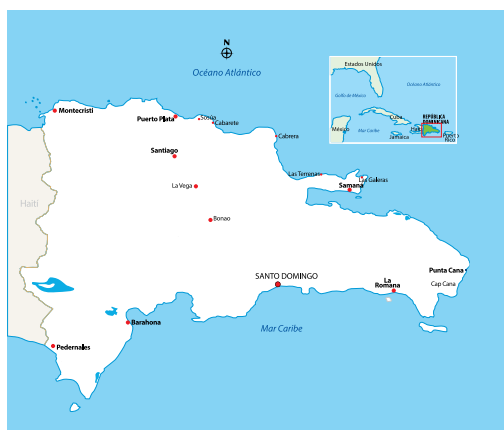 N
Océano Atlántico
Estados Unidos
Océano Atlántico
Golfo de México
Cuba
REPÚBLICA
DOMINICANA
México
Mar Caribe
Haití
Jamaica
Puerto
Rico
Montecristi
Puerto Plata
Sosúa
Cabarete
Cabrera
Santiago
Las Terrenas
Las Galeras
La Vega
Samana
Haiti
Bonao
Punta Cana
SANTO DOMINGO
La
Romana
Cap Cana
Barahona
Mar Caribe
Pedernales